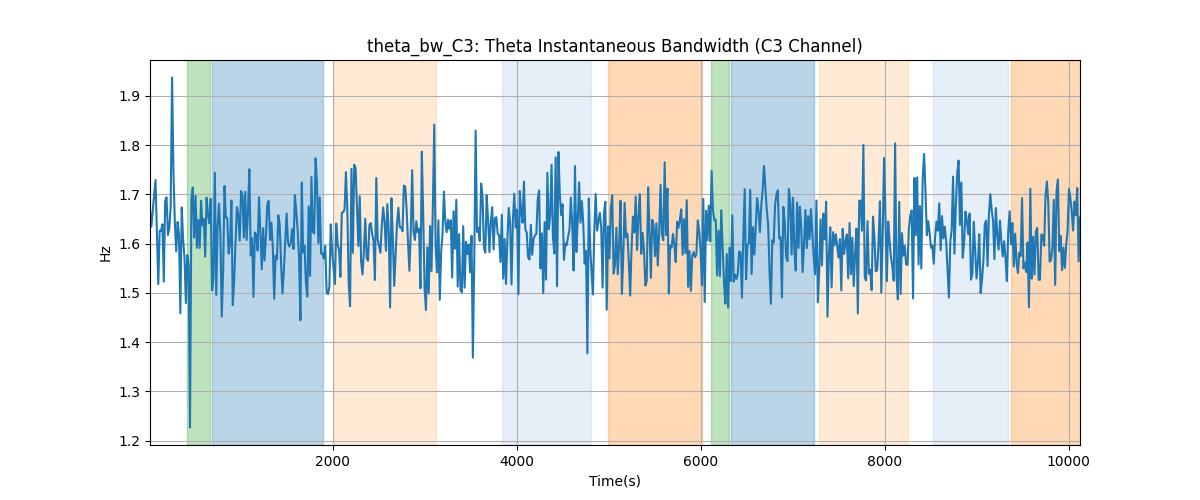 theta_bw_C3: Theta Instantaneous Bandwidth (C3 Channel)
1.9
1.8
1.7
1.6
1.5
1.4
1.3
1.2
Hz
2000 4000 6000 8000 10000
Time(s)